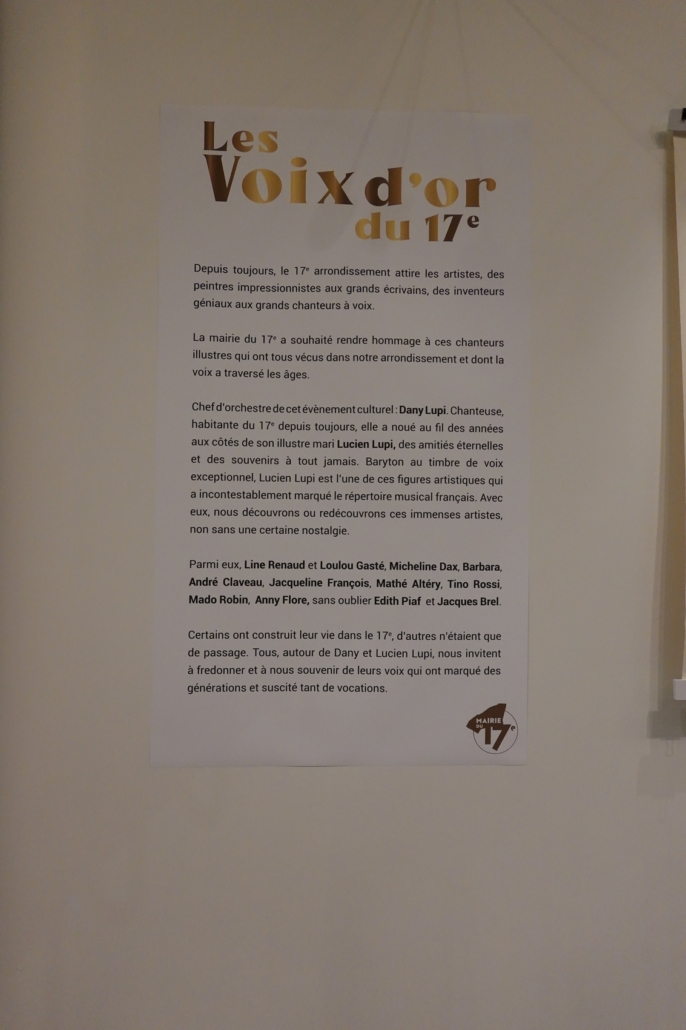 Les
Voix d'or
du 17e
Depuis toujours, le 17e arrondissement attire les artistes, des
peintres impressionnistes aux grands écrivains, des inventeurs
géniaux aux grands chanteurs à voix.
La mairie du 17e a souhaité rendre hommage à ces chanteurs
illustres qui ont tous vécus dans notre arrondissement et dont la
voix a traversé les âges.
Chef d'orchestre de cet évènement culturel : Dany Lupi. Chanteuse,
habitante du 17e depuis toujours, elle a noué au fil des années
aux côtés de son illustre mari Lucien Lupi, des amitiés éternelles
et des souvenirs à tout jamais. Baryton au timbre de voix
exceptionnel, Lucien Lupi est l'une de ces figures artistiques qui
a incontestablement marqué le répertoire musical français. Avec
eux, nous découvrons ou redécouvrons ces immenses artistes,
non sans une certaine nostalgie.
Parmi eux, Line Renaud et Loulou Gasté, Micheline Dax, Barbara,
André Claveau, Jacqueline François, Mathé Altéry, Tino Rossi,
Mado Robin, Anny Flore, sans oublier Edith Piaf et Jacques Brel.
Certains ont construit leur vie dans le 17e, d'autres n'étaient que
de passage. Tous, autour de Dany et Lucien Lupi, nous invitent
à fredonner et à nous souvenir de leurs voix qui ont marqué des
générations et suscité tant de vocations.
MAIRIE
DU
17e